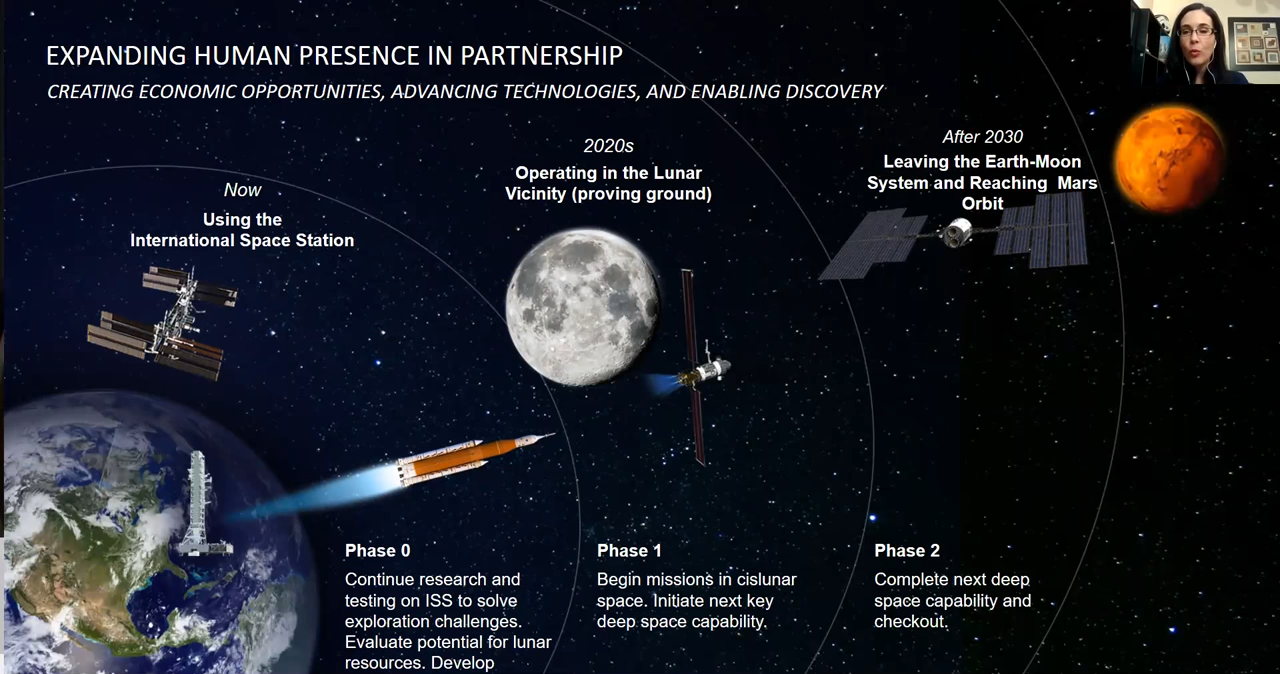 EXPANDING HUMAN PRESENCE IN PARTNERSHIP
CREATING ECONOMIC OPPORTUNITIES, ADVANCING TECHNOLOGIES, AND ENABLING DISCOVERY
Now
Using the
International Space Station
2020s
Operating in the Lunar
Vicinity (proving ground)
After 2030
Leaving the Earth-Moon
System and Reaching Mars
Orbit
Phase 0
Continue research and
testing on ISS to solve
exploration challenges.
Evaluate potential for lunar
resources. Develop
Phase 1
Begin missions in cislunar
space. Initiate next key
deep space capability.
Phase 2
Complete next deep
space capability and
checkout.